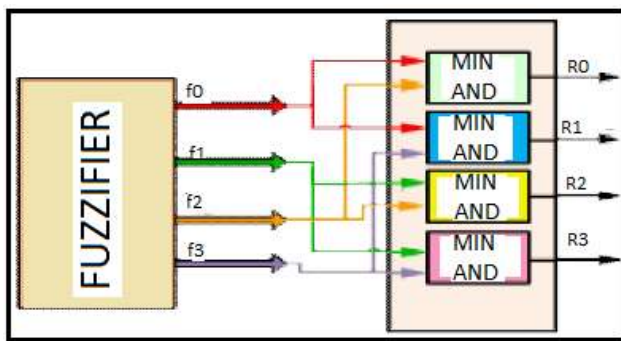 FUZZIFIER
f0
f1
f2
f3
MIN
AND
MIN
AND
MIN
AND
MIN
AND
R0
R1
R2
R3